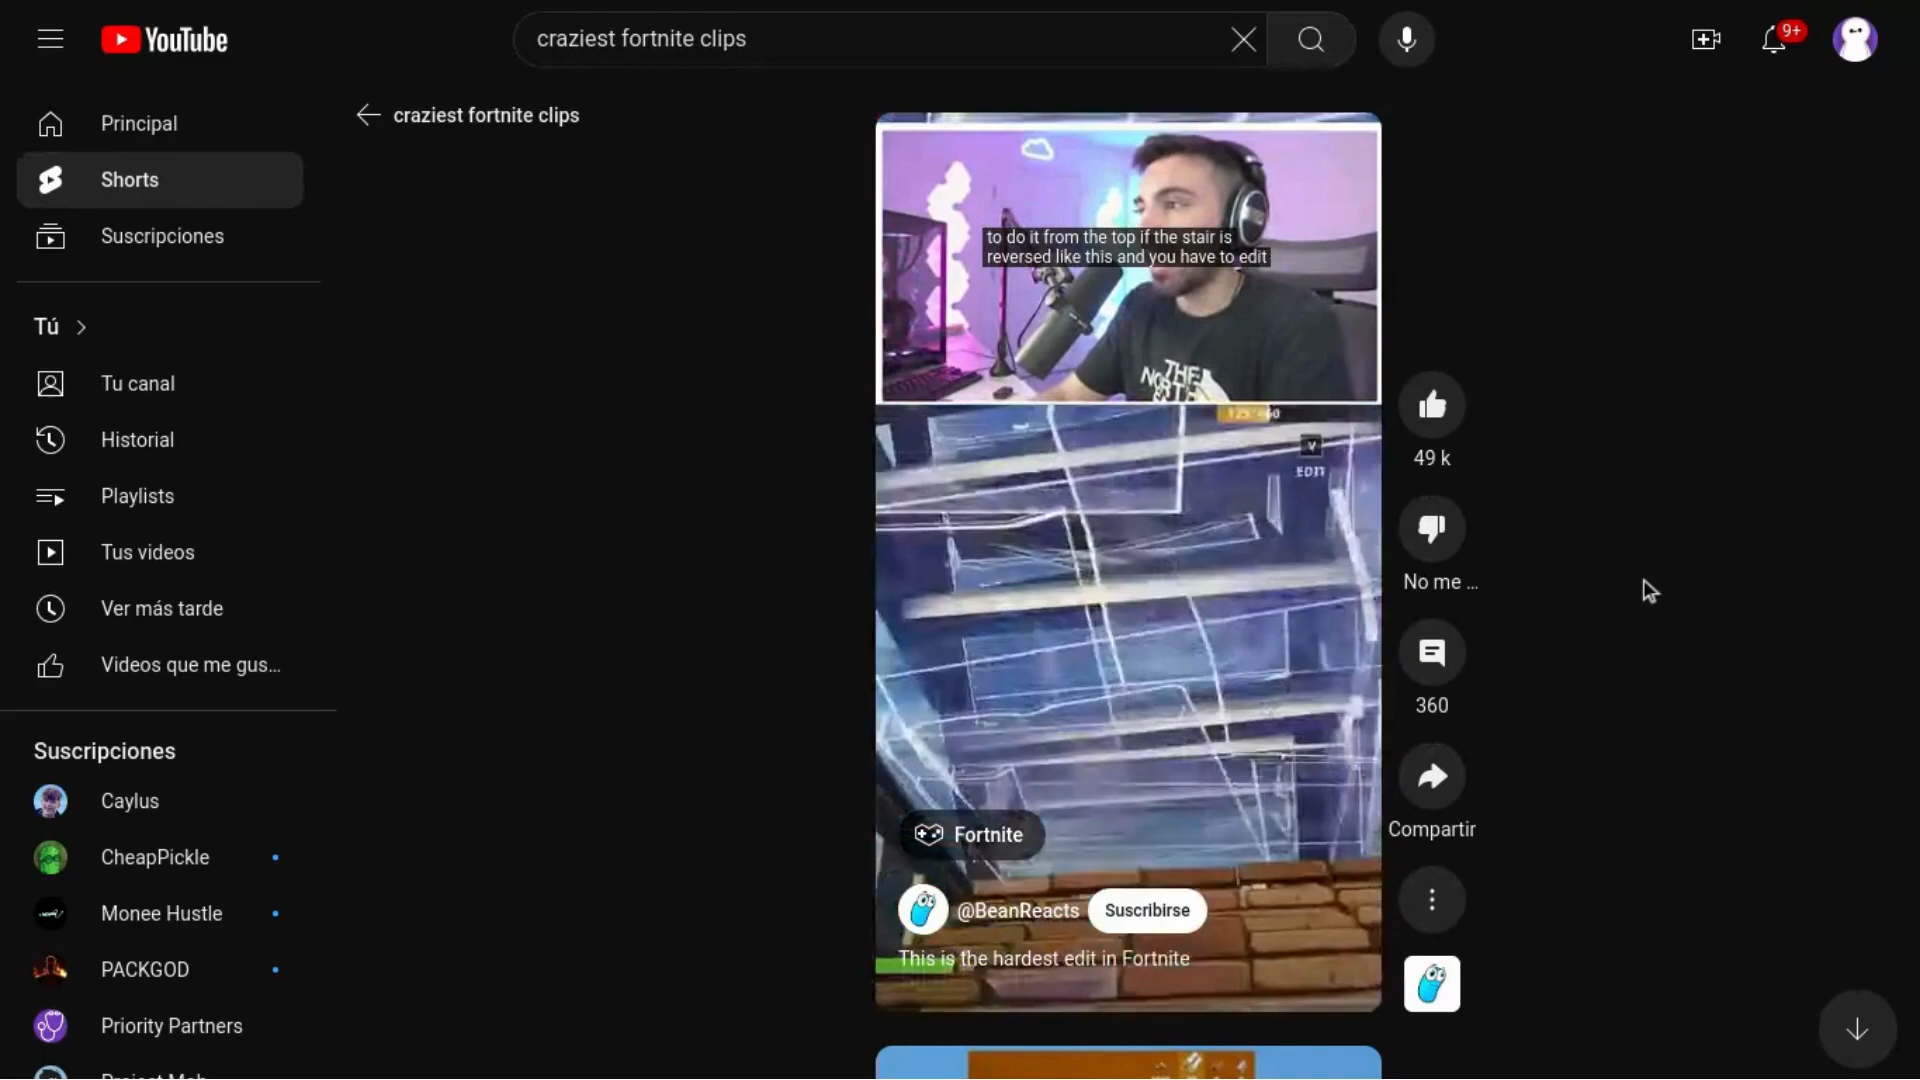 YouTube
craziest fortnite clips
9+
Principal
Shorts
Suscripciones
Tú
Tu canal
Historial
Playlists
Tus videos
Ver más tarde
Videos que me gus...
Suscripciones
Caylus
CheapPickle
Monee Hustle
PACKGOD
Priority Partners
craziest fortnite clips
to do it from the top if the stair is
reversed like this and you have to edit
THE
NORTH
EDIT
Fortnite
@BeanReacts
Suscribirse
This is the hardest edit in Fortnite
49 k
No me ...
360
Compartir